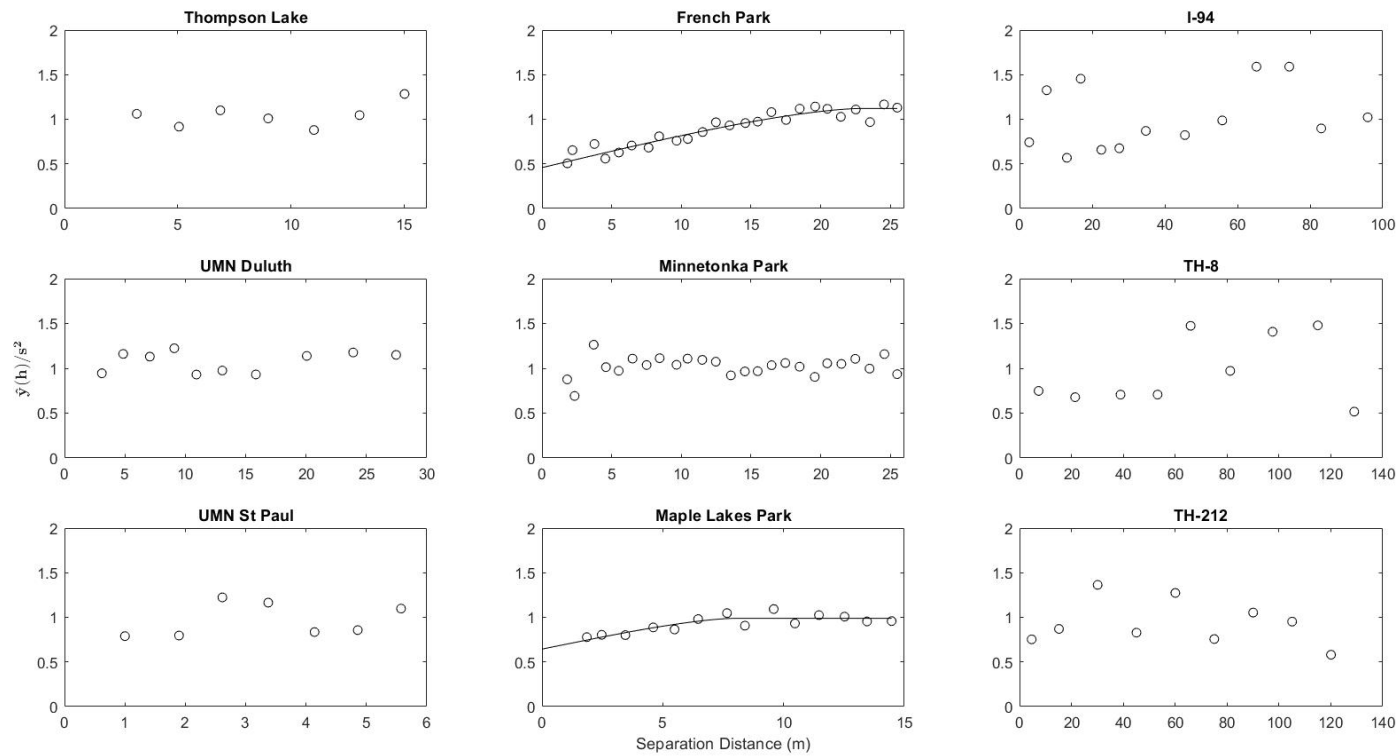 Thompson Lake
2
1.5
1
0.5
0
0 5 10 15
French Park
2
1.5
1
0.5
0
0 5 10 15 20 25
I-94
2
1.5
1
0.5
0
0 20 40 60 80 100
UMN Duluth
2
1.5
1
0.5
0
0 5 10 15 20 25 30
ŷ(h)/s²
Minnetonka Park
2
1.5
1
0.5
0
0 5 10 15 20 25
TH-8
2
1.5
1
0.5
0
0 20 40 60 80 100 120 140
UMN St Paul
2
1.5
1
0.5
0
0 1 2 3 4 5 6
Maple Lakes Park
2
1.5
1
0.5
0
0 5 10 15
Separation Distance (m)
TH-212
2
1.5
1
0.5
0
0 20 40 60 80 100 120 140